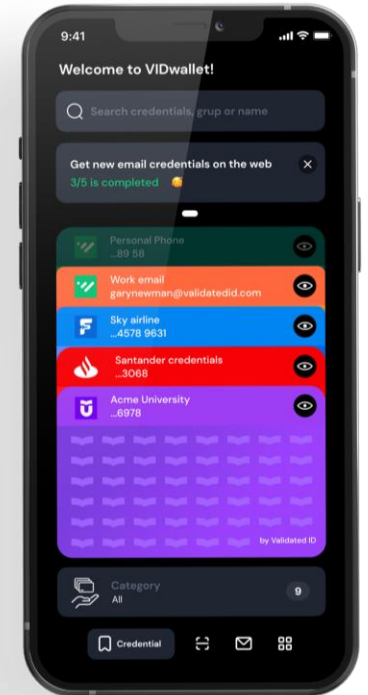 9:41
Welcome to VIDwallet!
Search credentials, grup or name
Get new email credentials on the web
3/5 is completed
Personal Phone
...89 58
Work email
garynewman@validatedid.com
Sky airline
...4578 9631
Santander credentials
...3068
Acme University
...6978
by Validated ID
Category
All
9
Credential